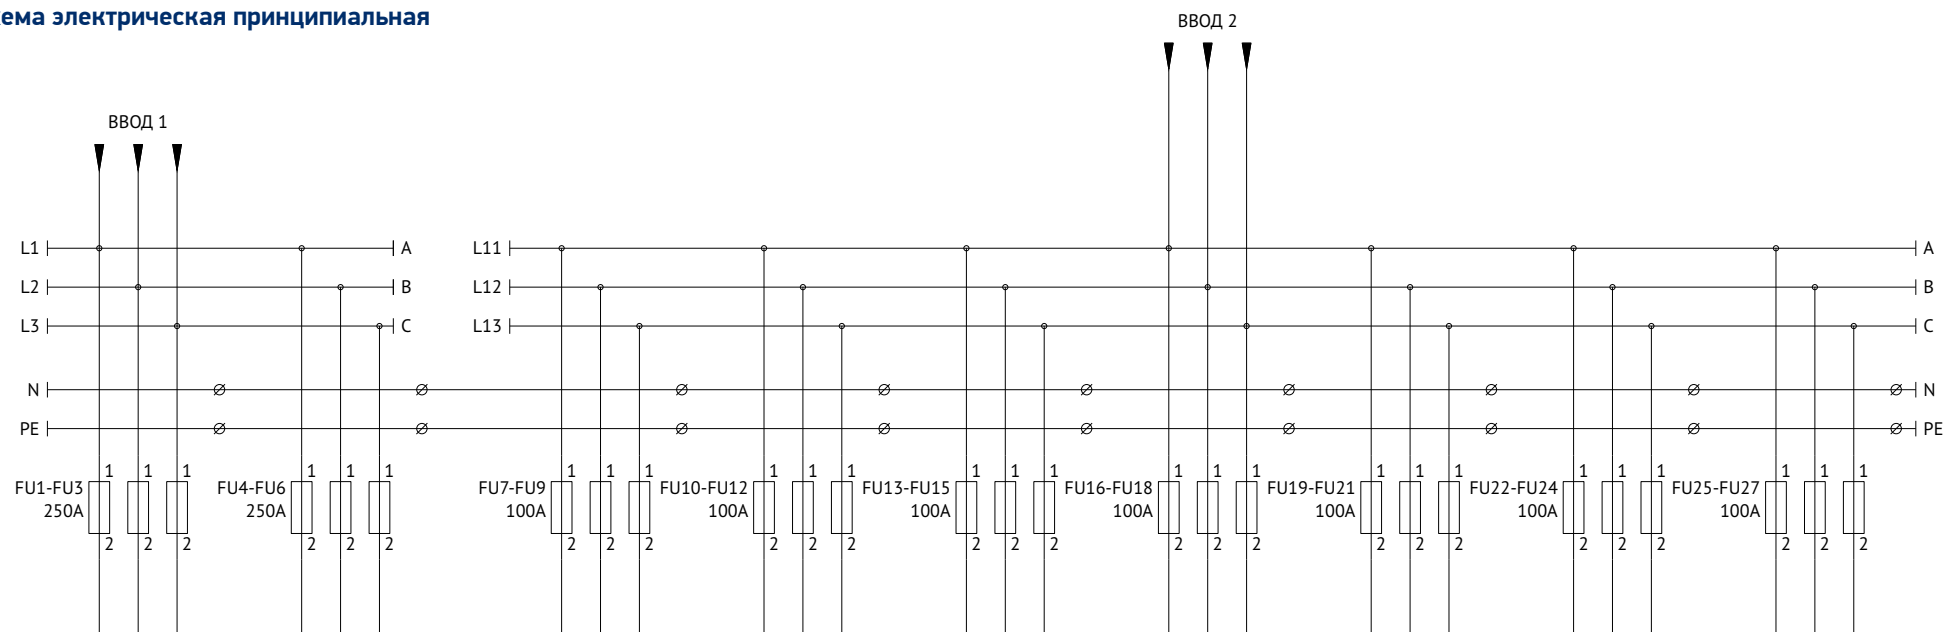 ема электрическая принципиальная
ВВОД 2
ВВОД 1
L1 A L11 A
L2 B L12 B
L3 C L13 C
N N
PE PE
1 1 1 1 1 1 1 1 1 1 1 1 1 1 1 1 1 1 1 1 1 1 1 1 1 1 1
FU1-FU3 FU4-FU6 FU7-FU9 FU10-FU12 FU13-FU15 FU16-FU18 FU19-FU21 FU22-FU24 FU25-FU27
250A 250A 100A 100A 100A 100A 100A 100A 100A
2 2 2 2 2 2 2 2 2 2 2 2 2 2 2 2 2 2 2 2 2 2 2 2 2 2 2